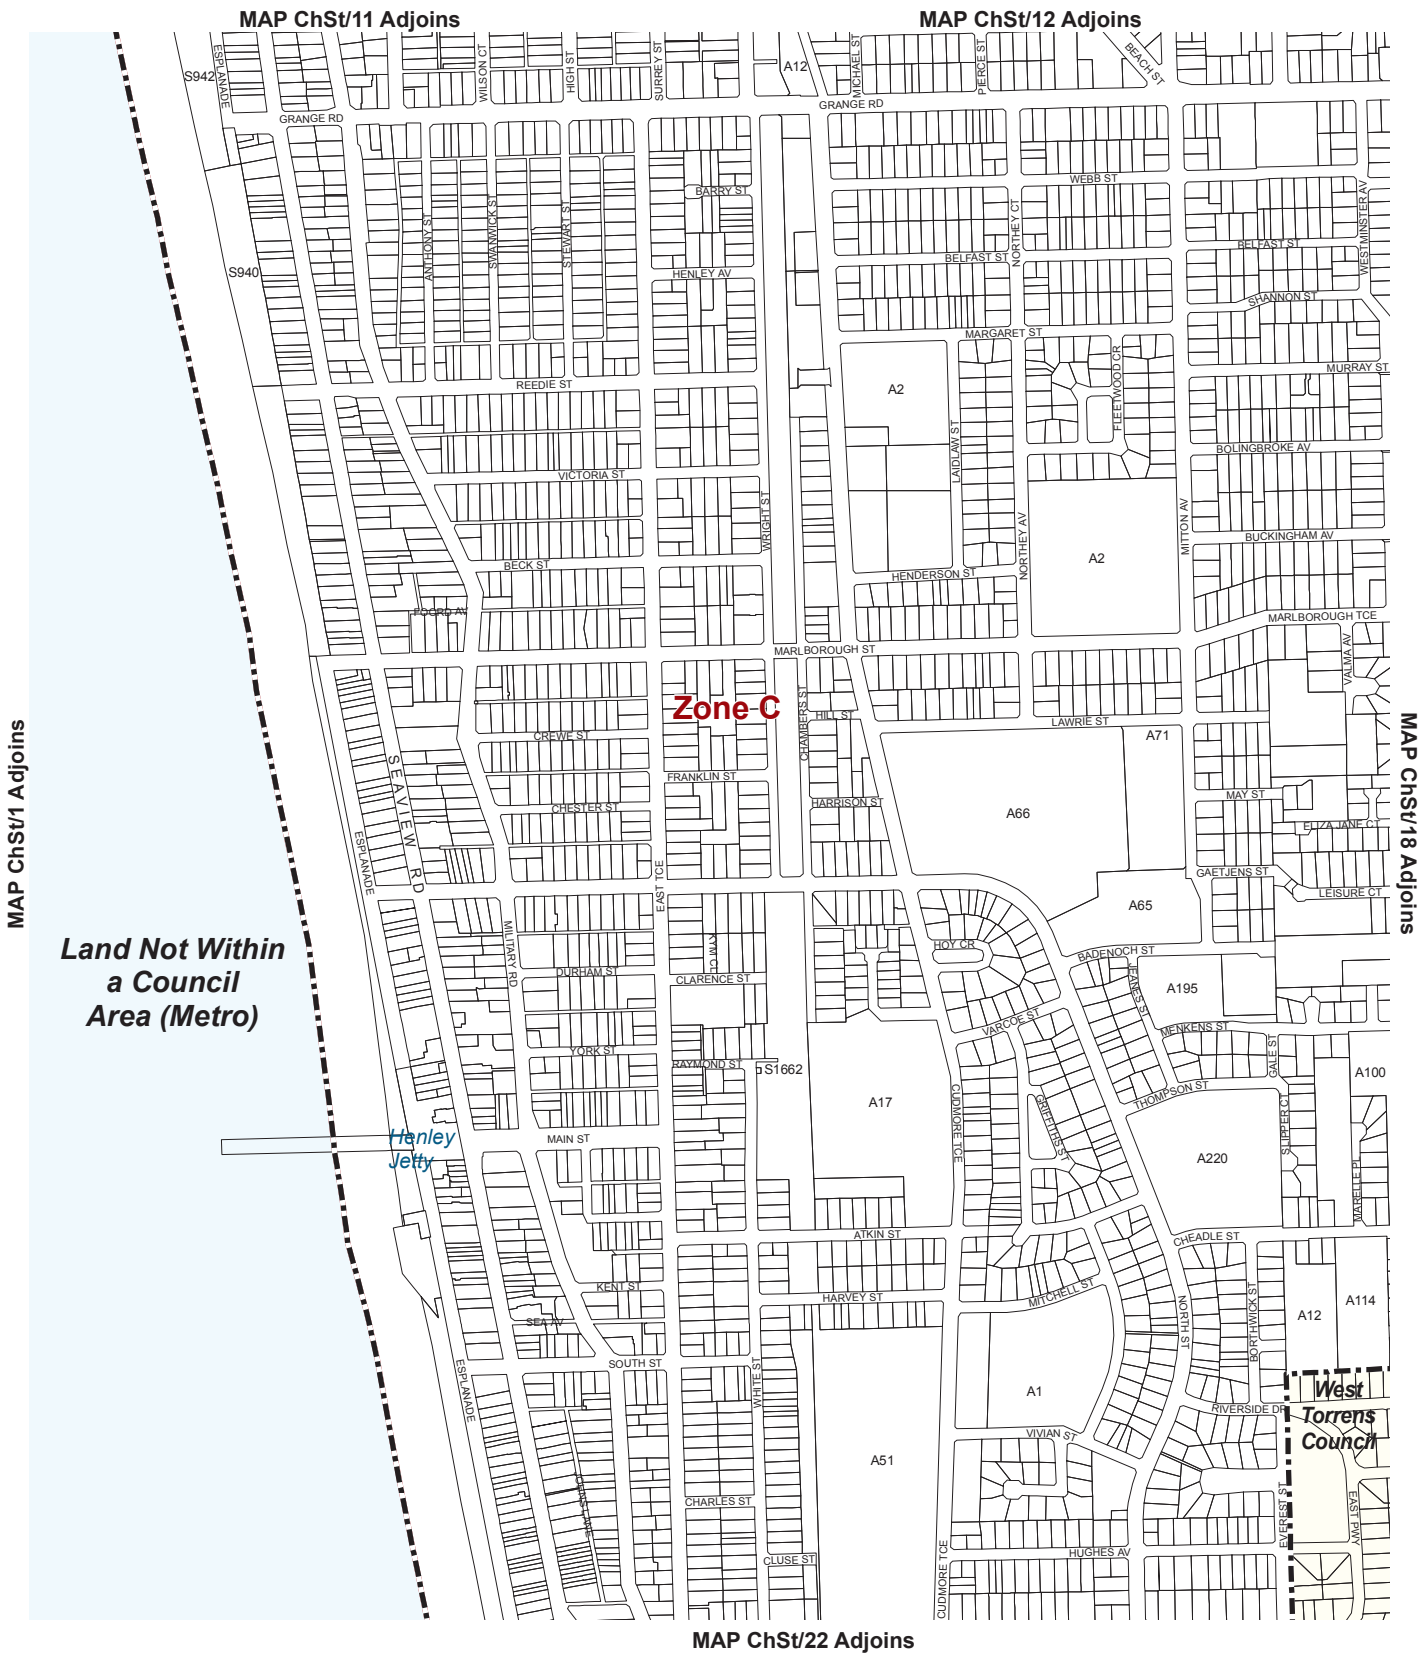 MAP ChSt/11 Adjoins
MAP ChSt/12 Adjoins
ESPLANADE
S942
WILSON CT
HIGH ST
SURREY ST
A12
MICHAEL ST
PIERCE ST
BEACH ST
GRANGE RD
GRANGE RD
WEBB ST
BARRY ST
ANTHONY ST
SWANWICK ST
STEWART ST
NORTHEY CT
WESTMINSTER AV
BELFAST ST
BELFAST ST
S940
HENLEY AV
SHANNON ST
MARGARET ST
MURRAY ST
REEDIE ST
A2
FLEETWOOD CR
LAIDLAW ST
BOLINGBROKE AV
VICTORIA ST
WRIGHT ST
NORTHEY AV
MITTON AV
BUCKINGHAM AV
A2
BECK ST
HENDERSON ST
FOORD AV
MARLBOROUGH TCE
MARLBOROUGH ST
VALMA AV
Zone C
CHAMBERS ST
HILL ST
LAWRIE ST
A71
CREWE ST
MAP ChSt/1 Adjoins
MAP ChSt/18 Adjoins
SEAVIEW RD
FRANKLIN ST
HARRISON ST
MAY ST
CHESTER ST
A66
ELIZA JANE CT
ESPLANADE
EAST TCE
GAETJENS ST
LEISURE CT
A65
MILITARY RD
KYM CL
HOY CR
BADENOCH ST
Land Not Within
a Council
Area (Metro)
DURHAM ST
CLARENCE ST
JEANES ST
A195
VARCOE ST
MENKENS ST
YORK ST
RAYMOND ST
S1662
GALE ST
A100
A17
CUDMORE TCE
GRIFFITHS ST
THOMPSON ST
SLIPPER CT
Henley
Jetty
MAIN ST
A220
MARELLE PL
ATKIN ST
CHEADLE ST
KENT ST
HARVEY ST
MITCHELL ST
NORTH ST
BORTHWICK ST
A12
A114
SEA AV
SOUTH ST
WHITE ST
ESPLANADE
A1
West
Torrens
Council
RIVERSIDE DR
VIVIAN ST
A51
JOHNS LANE
CHARLES ST
EVEREST ST
EAST PWY
CLUSE ST
CUDMORE TCE
HUGHES AV
MAP ChSt/22 Adjoins